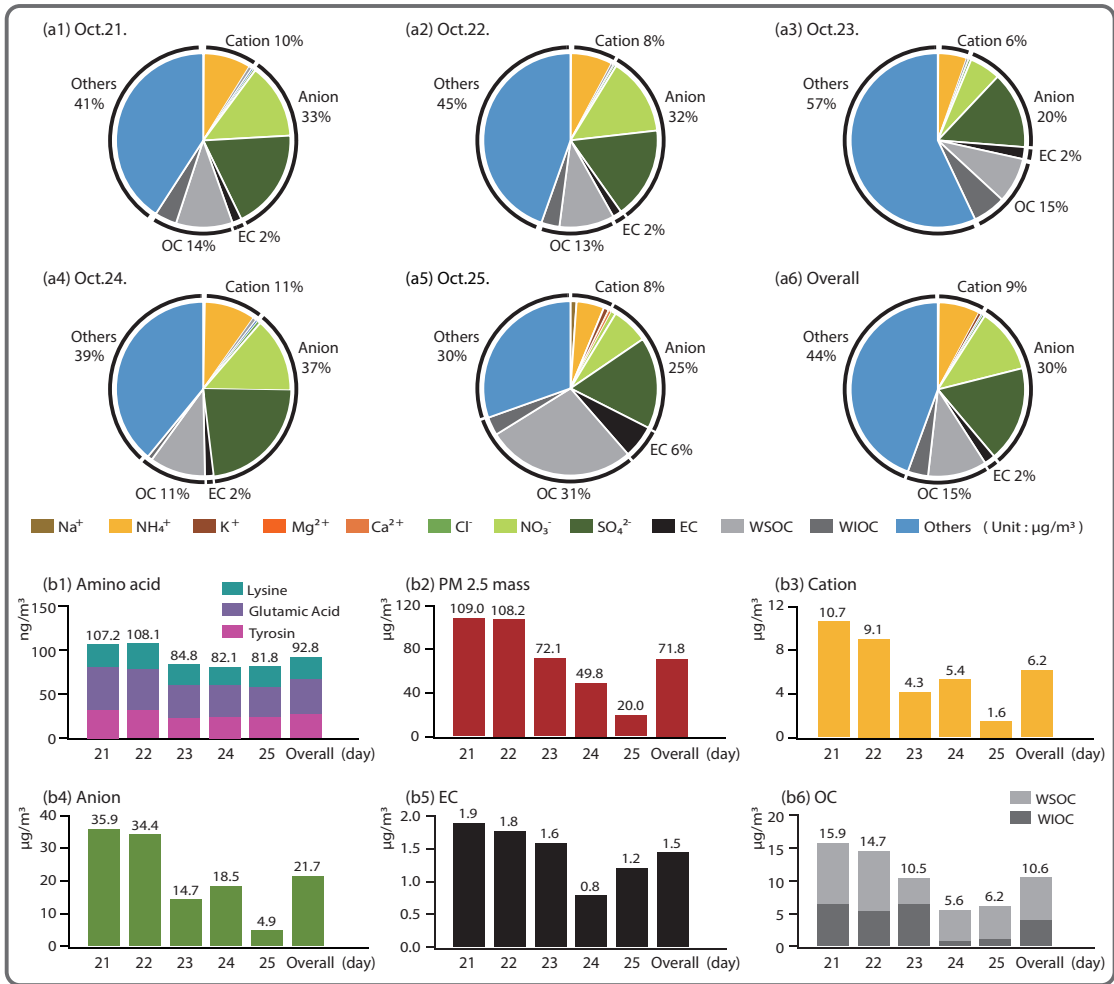 (a1) Oct.21.
Cation 10%
Others
41%
Anion
33%
OC 14%
EC 2%
(a2) Oct.22.
Cation 8%
Others
45%
Anion
32%
OC 13%
EC 2%
(a3) Oct.23.
Cation 6%
Others
57%
Anion
20%
EC 2%
OC 15%
(a4) Oct.24.
Cation 11%
Others
39%
Anion
37%
OC 11%
EC 2%
(a5) Oct.25.
Cation 8%
Others
30%
Anion
25%
EC 6%
OC 31%
(a6) Overall
Cation 9%
Others
44%
Anion
30%
EC 2%
OC 15%
Na⁺ NH₄⁺ K⁺ Mg²⁺ Ca²⁺ Cl⁻ NO₃⁻ SO₄²⁻ EC WSOC WIOC Others ( Unit : µg/m³ )
(b1) Amino acid
Lysine
Glutamic Acid
Tyrosin
ng/m³
150
100
50
0
107.2 108.1 84.8 82.1 81.8 92.8
21 22 23 24 25 Overall (day)
(b2) PM 2.5 mass
µg/m³
120
80
40
0
109.0 108.2 72.1 49.8 20.0 71.8
21 22 23 24 25 Overall (day)
(b3) Cation
µg/m³
12
8
4
0
10.7 9.1 4.3 5.4 1.6 6.2
21 22 23 24 25 Overall (day)
(b4) Anion
µg/m³
40
30
20
10
0
35.9 34.4 14.7 18.5 4.9 21.7
21 22 23 24 25 Overall (day)
(b5) EC
µg/m³
2.0
1.5
1.0
0.5
0.0
1.9 1.8 1.6 0.8 1.2 1.5
21 22 23 24 25 Overall (day)
(b6) OC
WSOC
WIOC
µg/m³
20
15
10
5
0
15.9 14.7 10.5 5.6 6.2 10.6
21 22 23 24 25 Overall (day)